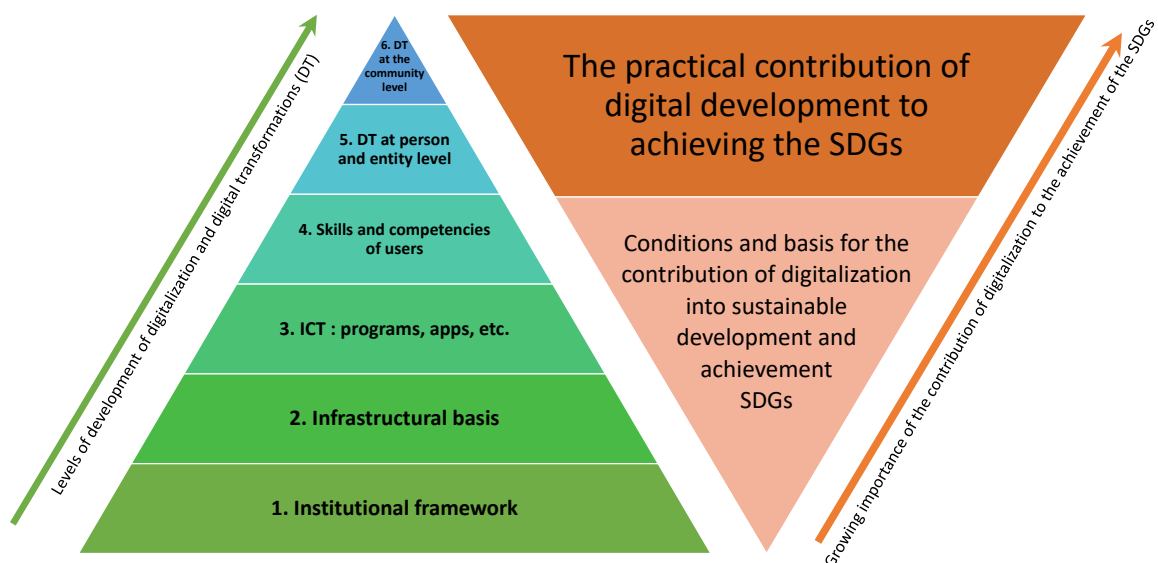 Levels of development of digitalization and digital transformations (DT)
6. DT
at the
community
level
5. DT at person
and entity level
4. Skills and competencies
of users
3. ICT : programs, apps, etc.
2. Infrastructural basis
1. Institutional framework
The practical contribution of
digital development to
achieving the SDGs
Conditions and basis for the
contribution of digitalization
into sustainable
development and
achievement
SDGs
Growing importance of the contribution of digitalization to the achievement of the SDGs